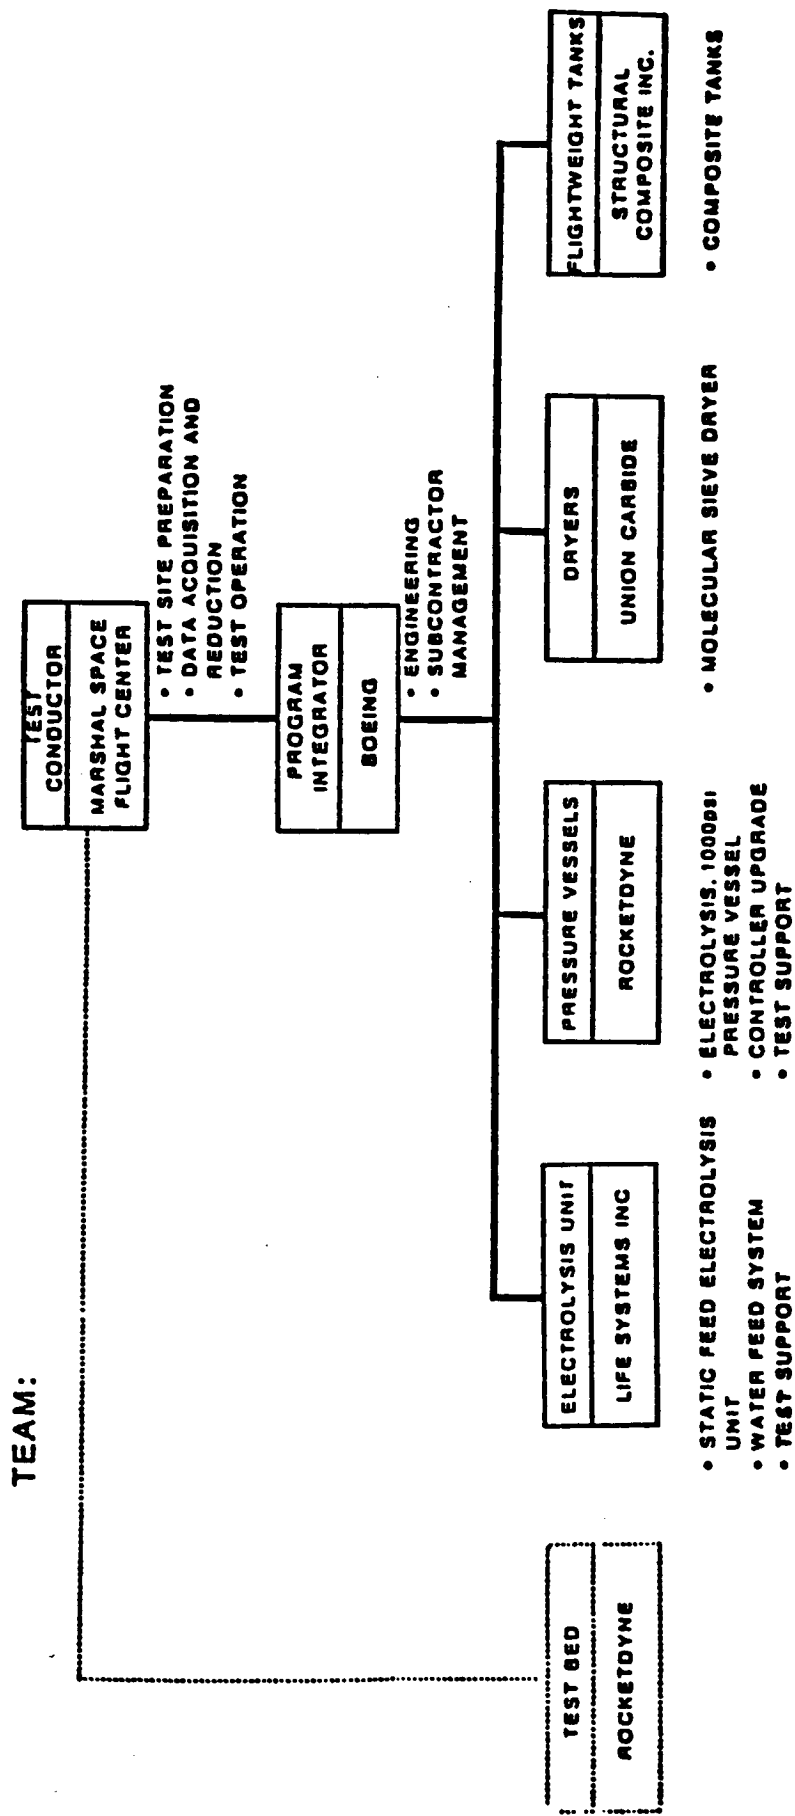 TEAM:
TEST
CONDUCTOR
MARSHAL SPACE
FLIGHT CENTER
• TEST SITE PREPARATION
• DATA ACQUISITION AND
REDUCTION
• TEST OPERATION
PROGRAM
INTEGRATOR
BOEING
• ENGINEERING
• SUBCONTRACTOR
MANAGEMENT
TEST BED
ROCKETDYNE
ELECTROLYSIS UNIT
LIFE SYSTEMS INC
• STATIC FEED ELECTROLYSIS
UNIT
• WATER FEED SYSTEM
• TEST SUPPORT
PRESSURE VESSELS
ROCKETDYNE
• ELECTROLYSIS, 1000psi
PRESSURE VESSEL
• CONTROLLER UPGRADE
• TEST SUPPORT
DRYERS
UNION CARBIDE
• MOLECULAR SIEVE DRYER
FLIGHTWEIGHT TANKS
STRUCTURAL
COMPOSITE INC.
• COMPOSITE TANKS